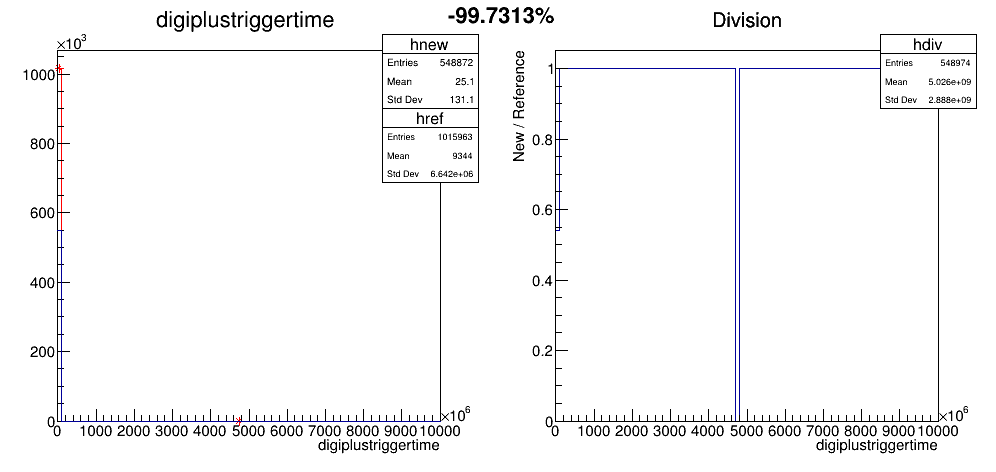 digiplustriggertime
-99.7313%
Division
×10³
hnew
Entries 548872
Mean 25.1
Std Dev 131.1
href
Entries 1015963
Mean 9344
Std Dev 6.642e+06
1000
800
600
400
200
0
0 1000 2000 3000 4000 5000 6000 7000 8000 9000 10000
×10⁶
digiplustriggertime
hdiv
Entries 548974
Mean 5.026e+09
Std Dev 2.888e+09
New / Reference
1
0.8
0.6
0.4
0.2
0
0 1000 2000 3000 4000 5000 6000 7000 8000 9000 10000
×10⁶
digiplustriggertime